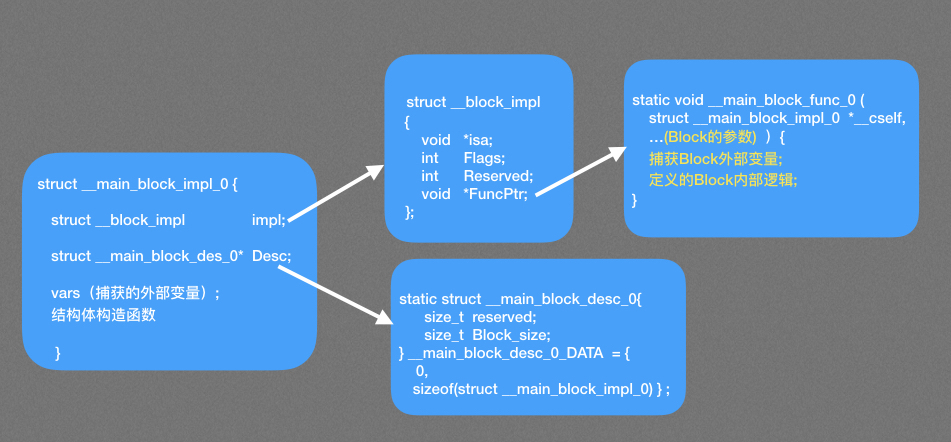 struct __main_block_impl_0 {
struct __block_impl impl;
struct __main_block_des_0* Desc;
vars（捕获的外部变量）;
结构体构造函数
}
struct __block_impl
{
void *isa;
int Flags;
int Reserved;
void *FuncPtr;
};
static void __main_block_func_0 (
struct __main_block_impl_0 *__cself,
…(Block的参数) ) {
捕获Block外部变量;
定义的Block内部逻辑;
}
static struct __main_block_desc_0{
size_t reserved;
size_t Block_size;
} __main_block_desc_0_DATA = {
0,
sizeof(struct __main_block_impl_0) } ;